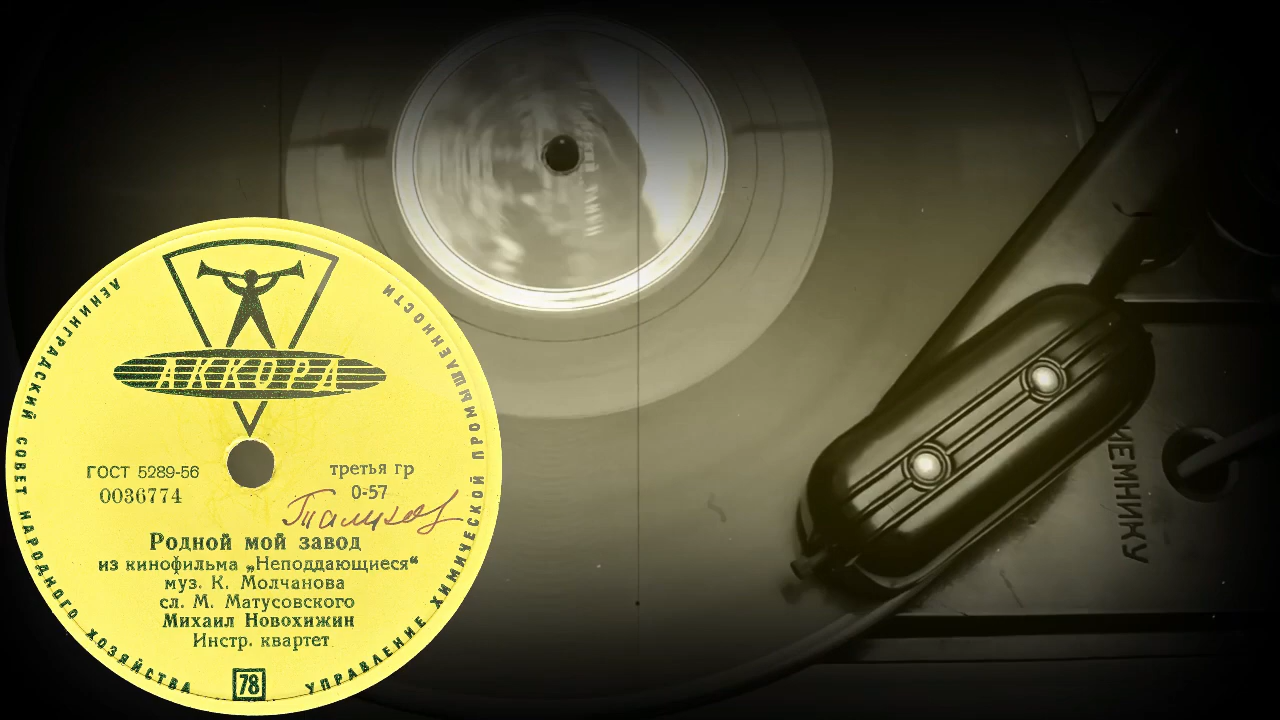 АККОРД
ЛЕНИНГРАДСКИЙ СОВЕТ НАРОДНОГО ХОЗЯЙСТВА
УПРАВЛЕНИЕ ХИМИЧЕСКОЙ ПРОМЫШЛЕННОСТИ
ГОСТ 5289-56
третья гр
0036774
0-57
Родной мой завод
из кинофильма „Неподдающиеся“
муз. К. Молчанова
сл. М. Матусовского
Михаил Новохижин
Инстр. квартет
78